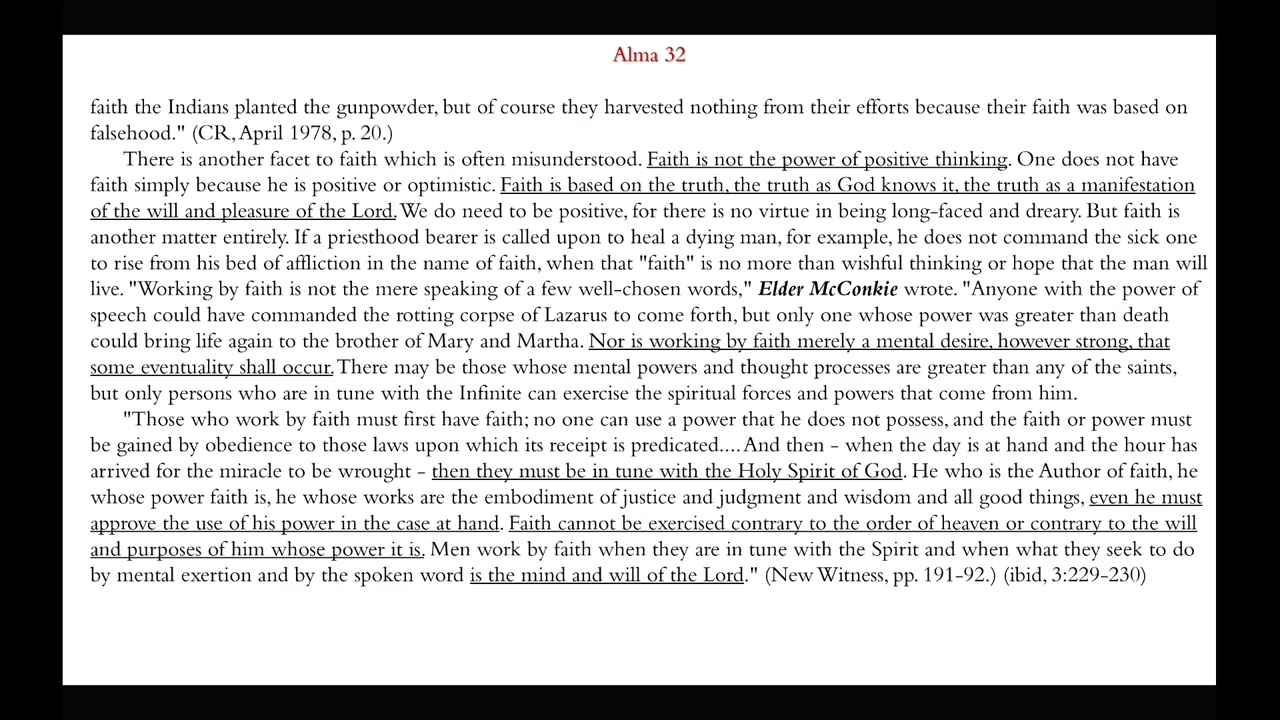 Alma 32
faith the Indians planted the gunpowder, but of course they harvested nothing from their efforts because their faith was based on
falsehood." (CR, April 1978, p. 20.)
There is another facet to faith which is often misunderstood. Faith is not the power of positive thinking. One does not have
faith simply because he is positive or optimistic. Faith is based on the truth, the truth as God knows it, the truth as a manifestation
of the will and pleasure of the Lord. We do need to be positive, for there is no virtue in being long-faced and dreary. But faith is
another matter entirely. If a priesthood bearer is called upon to heal a dying man, for example, he does not command the sick one
to rise from his bed of affliction in the name of faith, when that "faith" is no more than wishful thinking or hope that the man will
live. "Working by faith is not the mere speaking of a few well-chosen words," Elder McConkie wrote. "Anyone with the power of
speech could have commanded the rotting corpse of Lazarus to come forth, but only one whose power was greater than death
could bring life again to the brother of Mary and Martha. Nor is working by faith merely a mental desire, however strong, that
some eventuality shall occur. There may be those whose mental powers and thought processes are greater than any of the saints,
but only persons who are in tune with the Infinite can exercise the spiritual forces and powers that come from him.
"Those who work by faith must first have faith; no one can use a power that he does not possess, and the faith or power must
be gained by obedience to those laws upon which its receipt is predicated.... And then - when the day is at hand and the hour has
arrived for the miracle to be wrought - then they must be in tune with the Holy Spirit of God. He who is the Author of faith, he
whose power faith is, he whose works are the embodiment of justice and judgment and wisdom and all good things, even he must
approve the use of his power in the case at hand. Faith cannot be exercised contrary to the order of heaven or contrary to the will
and purposes of him whose power it is. Men work by faith when they are in tune with the Spirit and when what they seek to do
by mental exertion and by the spoken word is the mind and will of the Lord." (New Witness, pp. 191-92.) (ibid, 3:229-230)